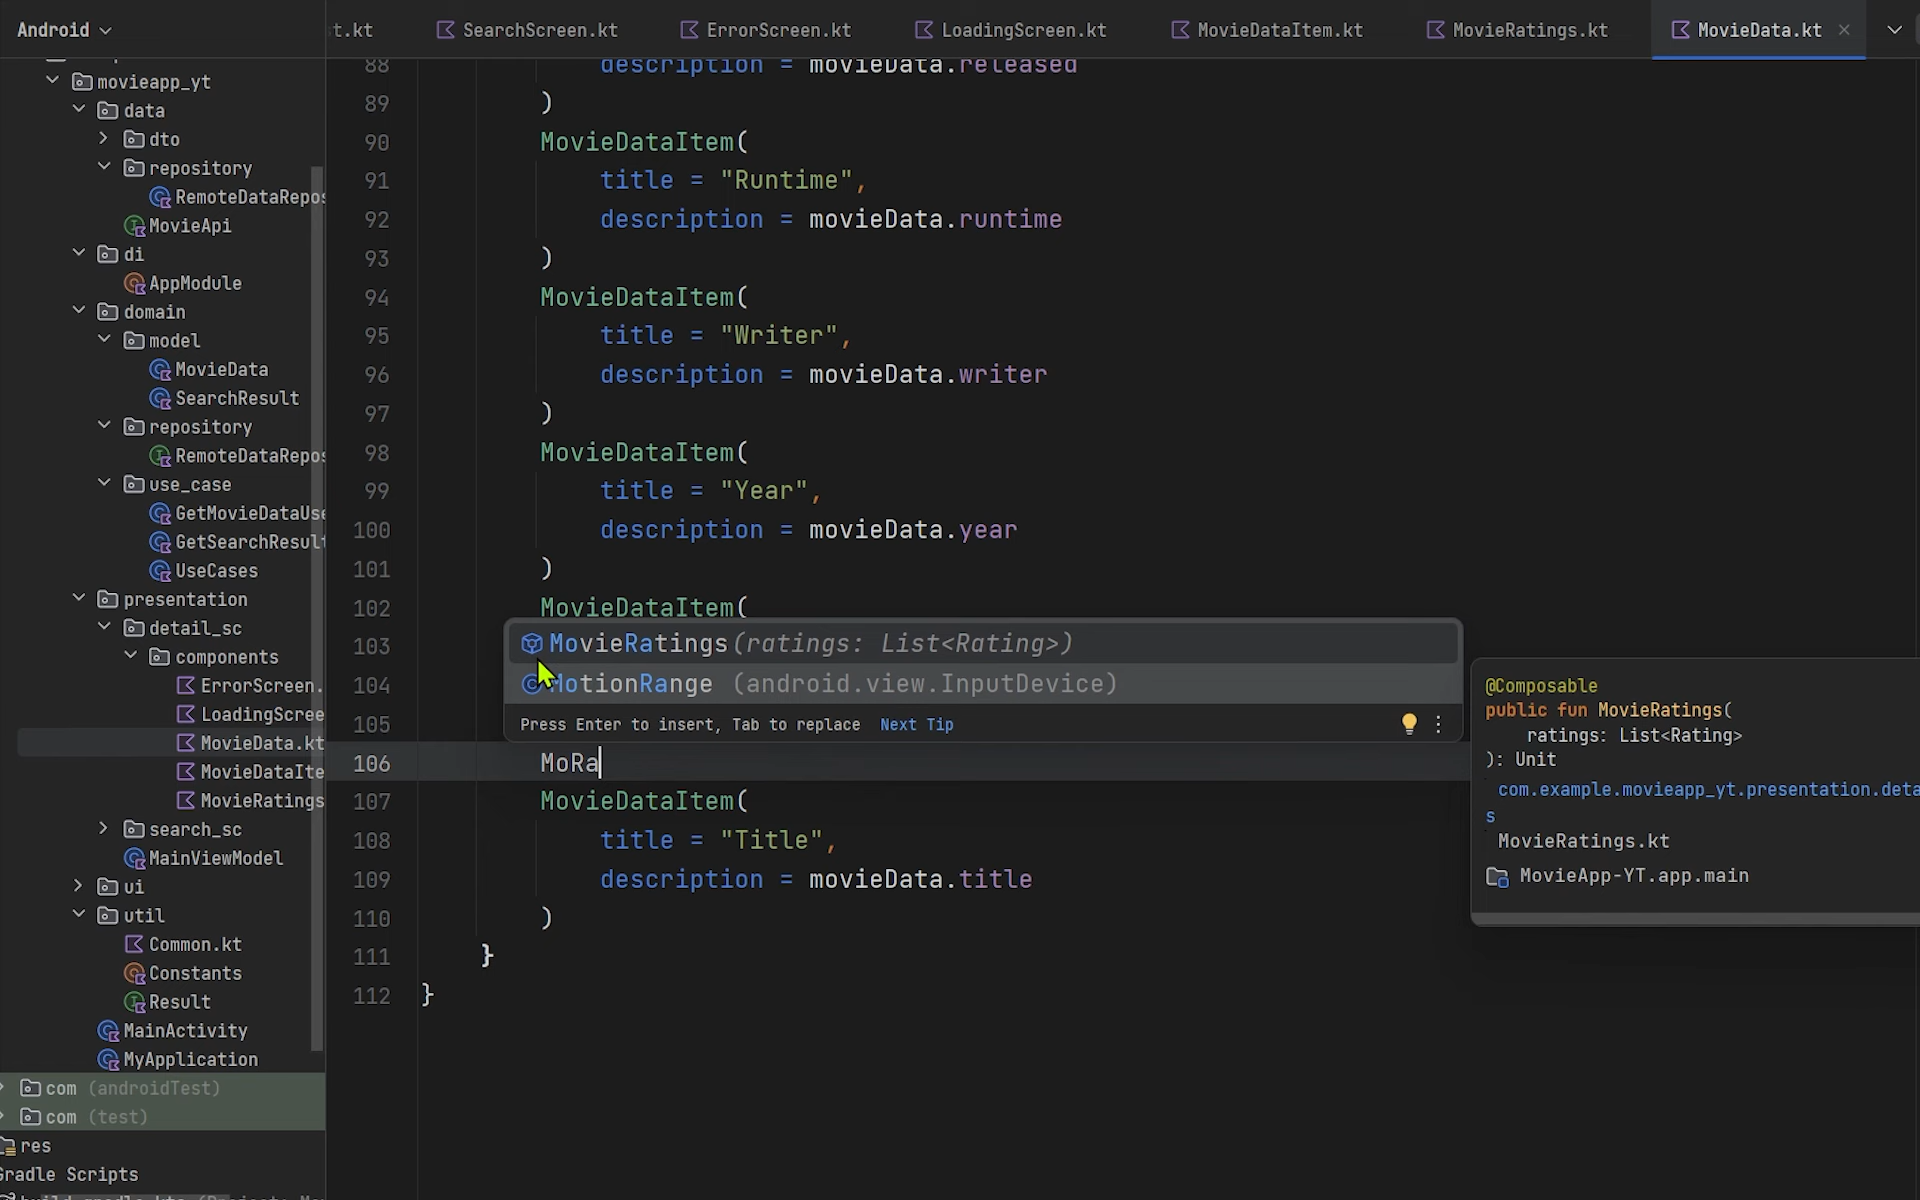 Android
t.kt
SearchScreen.kt
ErrorScreen.kt
LoadingScreen.kt
MovieDataItem.kt
MovieRatings.kt
MovieData.kt
movieapp_yt
data
dto
repository
RemoteDataRepos
MovieApi
di
AppModule
domain
model
MovieData
SearchResult
repository
RemoteDataRepos
use_case
GetMovieDataUse
GetSearchResult
UseCases
presentation
detail_sc
components
ErrorScreen.
LoadingScree
MovieData.kt
MovieDataIte
MovieRatings
search_sc
MainViewModel
ui
util
Common.kt
Constants
Result
MainActivity
MyApplication
com (androidTest)
com (test)
res
Gradle Scripts
88 description = movieData.released
89 )
90 MovieDataItem(
91 title = "Runtime",
92 description = movieData.runtime
93 )
94 MovieDataItem(
95 title = "Writer",
96 description = movieData.writer
97 )
98 MovieDataItem(
99 title = "Year",
100 description = movieData.year
101 )
102 MovieDataItem(
103
104
105
106 MoRa
107 MovieDataItem(
108 title = "Title",
109 description = movieData.title
110 )
111 }
112 }
MovieRatings(ratings: List<Rating>)
MotionRange (android.view.InputDevice)
Press Enter to insert, Tab to replace Next Tip
@Composable
public fun MovieRatings(
ratings: List<Rating>
): Unit
com.example.movieapp_yt.presentation.deta
s
MovieRatings.kt
MovieApp-YT.app.main